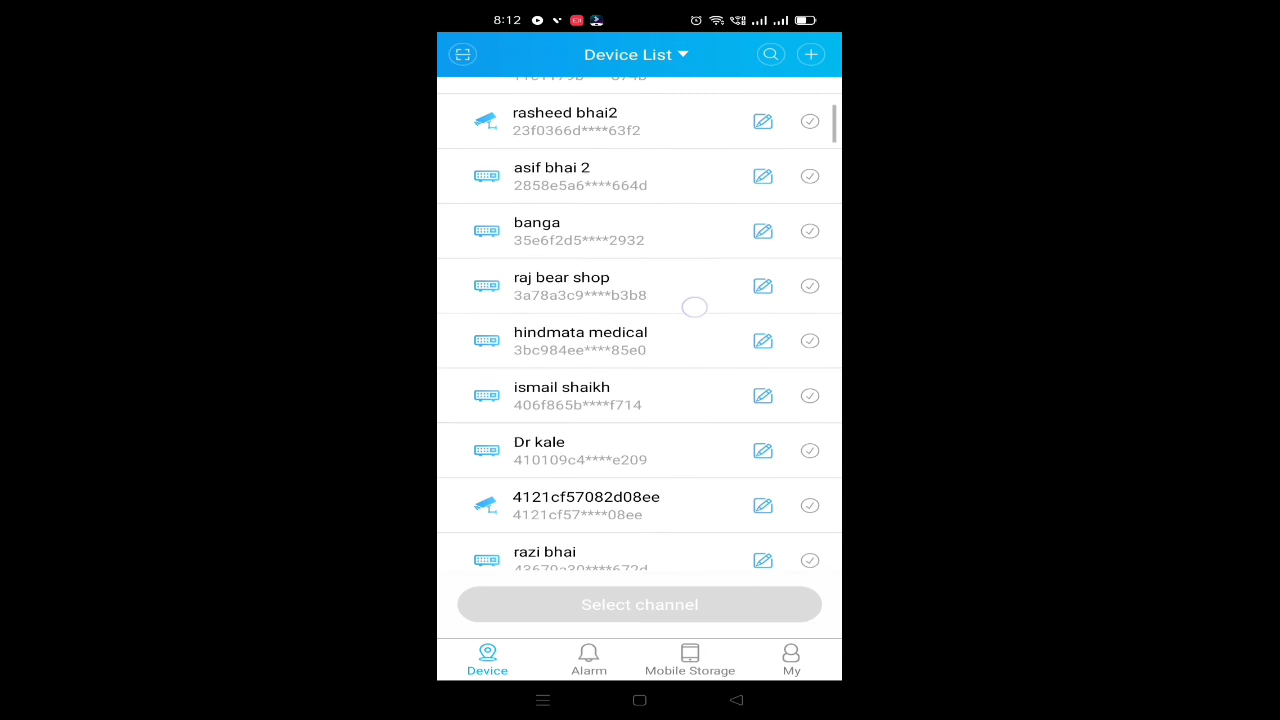 8:12
Device List
rasheed bhai2
23f0366d****63f2
asif bhai 2
2858e5a6****664d
banga
35e6f2d5****2932
raj bear shop
3a78a3c9****b3b8
hindmata medical
3bc984ee****85e0
ismail shaikh
406f865b****f714
Dr kale
410109c4****e209
4121cf57082d08ee
4121cf57****08ee
razi bhai
43679a30****672d
Select channel
Device
Alarm
Mobile Storage
My